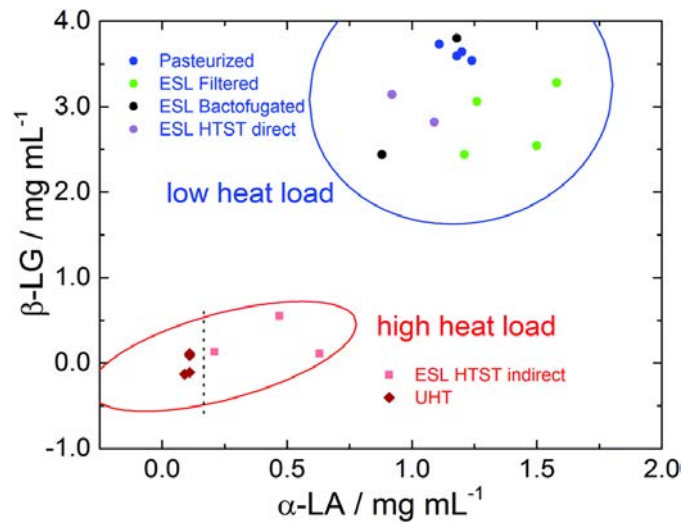 4.0
3.0
2.0
1.0
0.0
-1.0
β-LG / mg mL⁻¹
Pasteurized
ESL Filtered
ESL Bactofugated
ESL HTST direct
low heat load
high heat load
ESL HTST indirect
UHT
0.0 0.5 1.0 1.5 2.0
α-LA / mg mL⁻¹